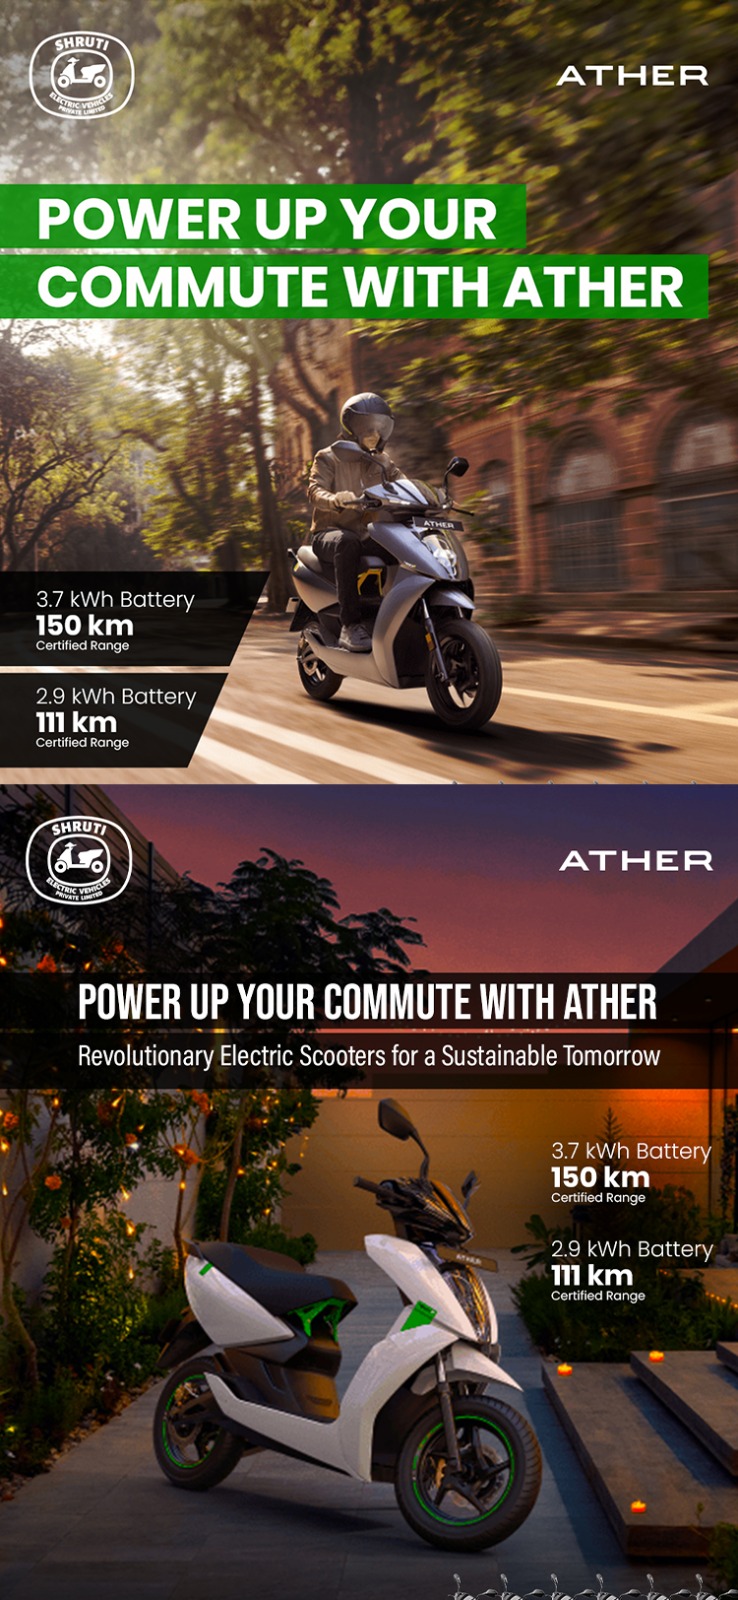 SHRUTI
ELECTRIC VEHICLES
PRIVATE LIMITED
ATHER
POWER UP YOUR
COMMUTE WITH ATHER
ATHER
3.7 kWh Battery
150 km
Certified Range
2.9 kWh Battery
111 km
Certified Range
SHRUTI
ELECTRIC VEHICLES
PRIVATE LIMITED
ATHER
POWER UP YOUR COMMUTE WITH ATHER
Revolutionary Electric Scooters for a Sustainable Tomorrow
3.7 kWh Battery
150 km
Certified Range
2.9 kWh Battery
111 km
Certified Range
ATHER